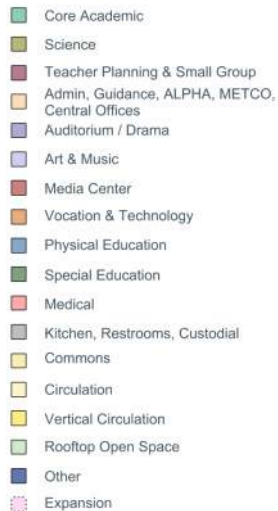 Core Academic
Science
Teacher Planning & Small Group
Admin, Guidance, ALPHA, METCO,
Central Offices
Auditorium / Drama
Art & Music
Media Center
Vocation & Technology
Physical Education
Special Education
Medical
Kitchen, Restrooms, Custodial
Commons
Circulation
Vertical Circulation
Rooftop Open Space
Other
Expansion